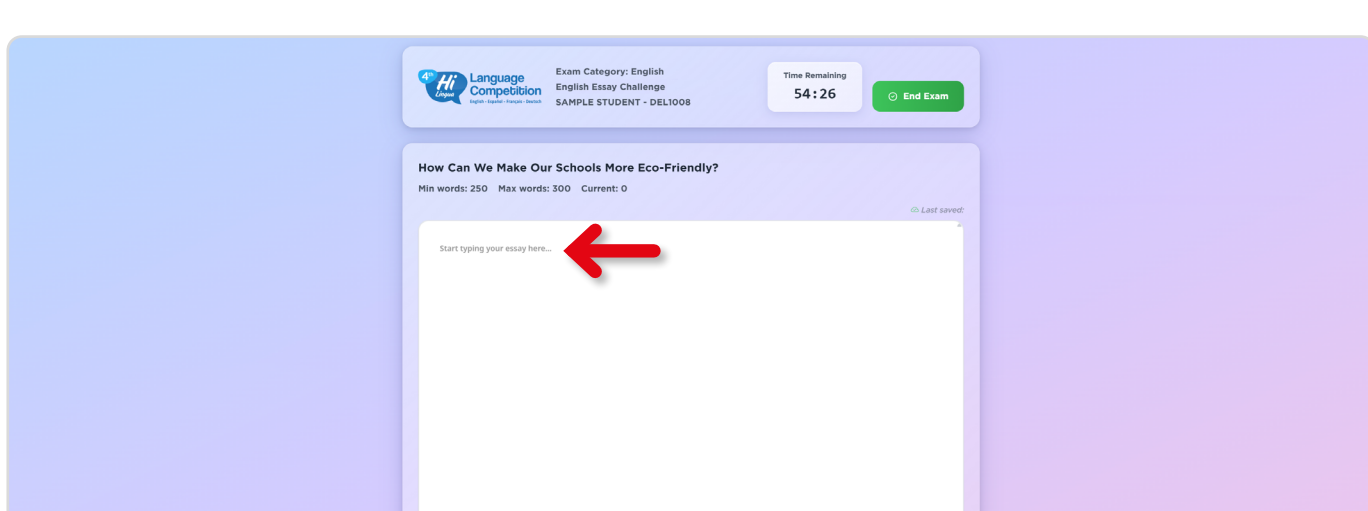 4th Hi Lingua Language Competition
English - Español - Français - Deutsch
Exam Category: English
English Essay Challenge
SAMPLE STUDENT - DEL1008
Time Remaining
54:26
End Exam
How Can We Make Our Schools More Eco-Friendly?
Min words: 250 Max words: 300 Current: 0
Last saved:
Start typing your essay here...